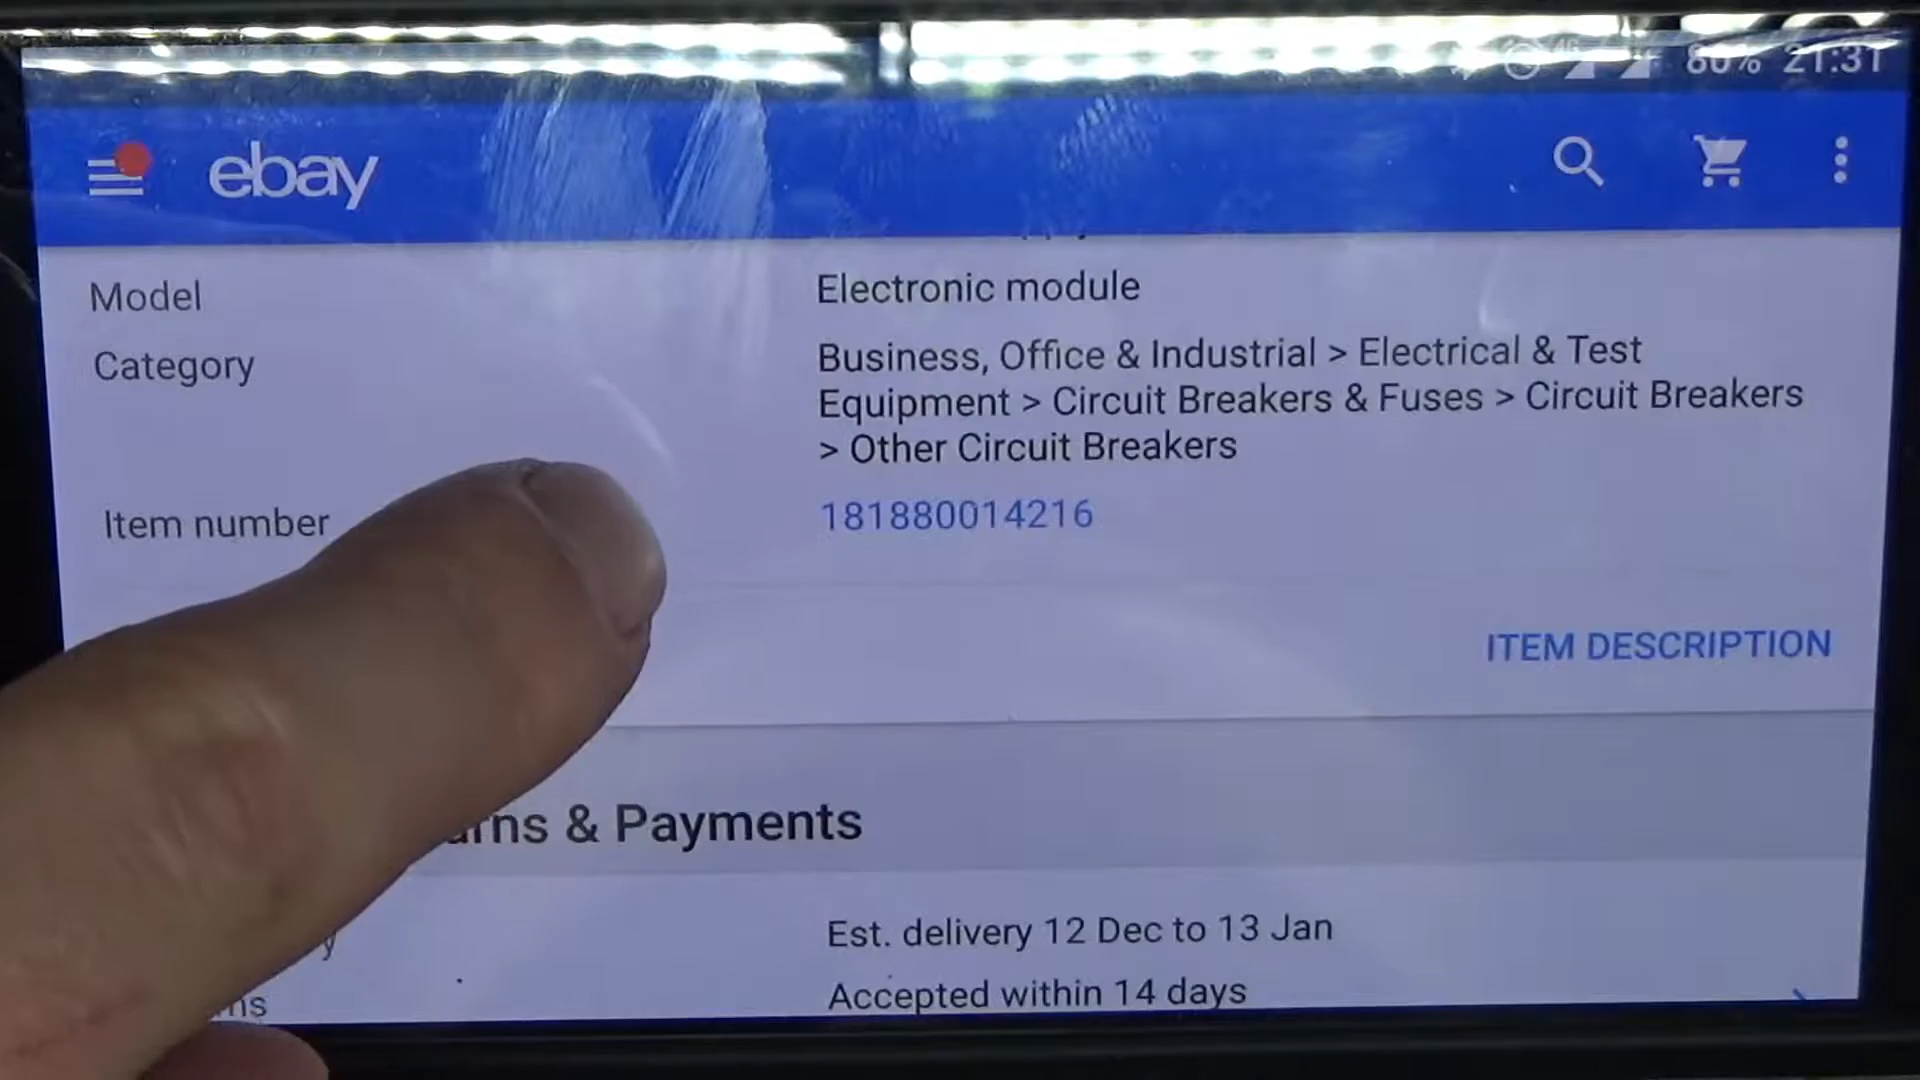 4G 80% 21:31
ebay
Model Electronic module
Category Business, Office & Industrial > Electrical & Test
Equipment > Circuit Breakers & Fuses > Circuit Breakers
> Other Circuit Breakers
Item number 181880014216
ITEM DESCRIPTION
& Payments
Est. delivery 12 Dec to 13 Jan
Accepted within 14 days